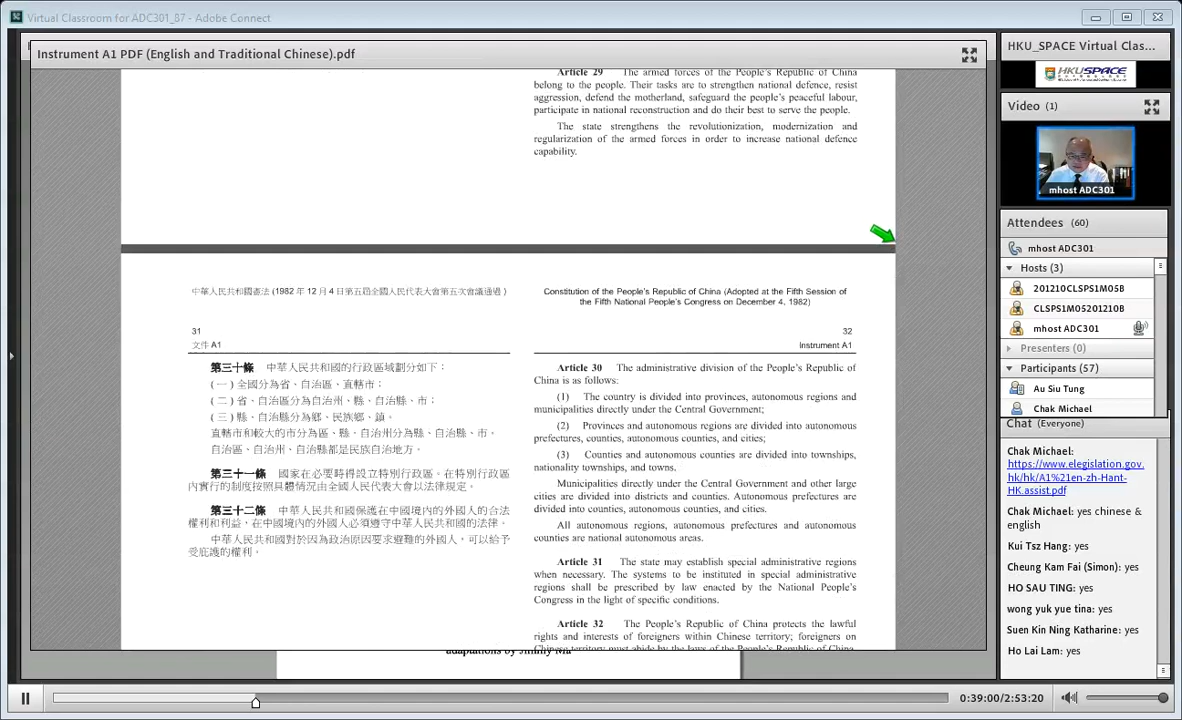 Virtual Classroom for ADC301_87 - Adobe Connect
Instrument A1 PDF (English and Traditional Chinese).pdf
Article 29 The armed forces of the People's Republic of China
belong to the people. Their tasks are to strengthen national defence, resist
aggression, defend the motherland, safeguard the people's peaceful labour,
participate in national reconstruction and do their best to serve the people.
The state strengthens the revolutionization, modernization and
regularization of the armed forces in order to increase national defence
capability.
中華人民共和國憲法 (1982 年 12 月 4 日第五屆全國人民代表大會第五次會議通過 )
31
文件 A1
第三十條 中華人民共和國的行政區域劃分如下：
( 一 ) 全國分為省、自治區、直轄市；
( 二 ) 省、自治區分為自治州、縣、自治縣、市；
( 三 ) 縣、自治縣分為鄉、民族鄉、鎮。
直轄市和較大的市分為區、縣。自治州分為縣、自治縣、市。
自治區、自治州、自治縣都是民族自治地方。
第三十一條 國家在必要時得設立特別行政區。在特別行政區
內實行的制度按照具體情況由全國人民代表大會以法律規定。
第三十二條 中華人民共和國保護在中國境內的外國人的合法
權利和利益，在中國境內的外國人必須遵守中華人民共和國的法律。
中華人民共和國對於因為政治原因要求避難的外國人，可以給予
受庇護的權利。
Constitution of the People's Republic of China (Adopted at the Fifth Session of
the Fifth National People's Congress on December 4, 1982)
32
Instrument A1
Article 30 The administrative division of the People's Republic of
China is as follows:
(1) The country is divided into provinces, autonomous regions and
municipalities directly under the Central Government;
(2) Provinces and autonomous regions are divided into autonomous
prefectures, counties, autonomous counties, and cities;
(3) Counties and autonomous counties are divided into townships,
nationality townships, and towns.
Municipalities directly under the Central Government and other large
cities are divided into districts and counties. Autonomous prefectures are
divided into counties, autonomous counties, and cities.
All autonomous regions, autonomous prefectures and autonomous
counties are national autonomous areas.
Article 31 The state may establish special administrative regions
when necessary. The systems to be instituted in special administrative
regions shall be prescribed by law enacted by the National People's
Congress in the light of specific conditions.
Article 32 The People's Republic of China protects the lawful
rights and interests of foreigners within Chinese territory; foreigners on
Chinese territory must abide by the laws of the People's Republic of China.
adaptations by Jimmy Ma
HKU_SPACE Virtual Clas...
HKU SPACE
Video (1)
mhost ADC301
Attendees (60)
mhost ADC301
Hosts (3)
201210CLSPS1M05B
CLSPS1M05201210B
mhost ADC301
Presenters (0)
Participants (57)
Au Siu Tung
Chak Michael
Chat (Everyone)
Chak Michael:
https://www.elegislation.gov.
hk/hk/A1%21en-zh-Hant-
HK.assist.pdf
Chak Michael: yes chinese &
english
Kui Tsz Hang: yes
Cheung Kam Fai (Simon): yes
HO SAU TING: yes
wong yuk yue tina: yes
Suen Kin Ning Katharine: yes
Ho Lai Lam: yes
0:39:00/2:53:20